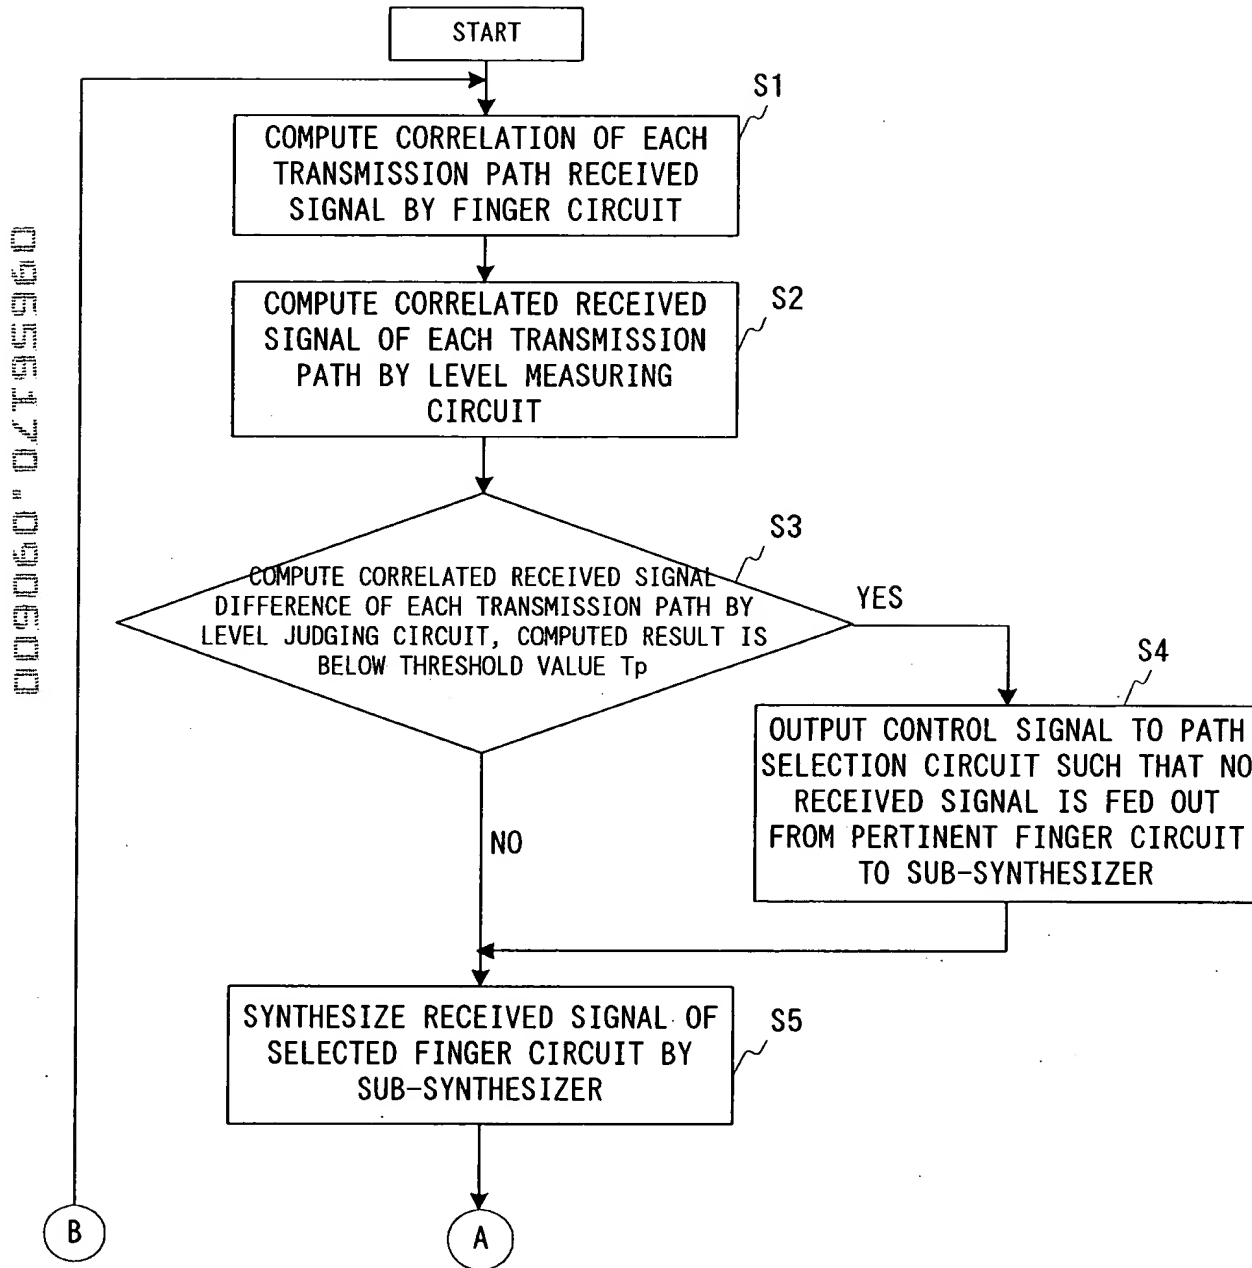 START
S1
COMPUTE CORRELATION OF EACH
TRANSMISSION PATH RECEIVED
SIGNAL BY FINGER CIRCUIT
S2
COMPUTE CORRELATED RECEIVED
SIGNAL OF EACH TRANSMISSION
PATH BY LEVEL MEASURING
CIRCUIT
S3
COMPUTE CORRELATED RECEIVED SIGNAL
DIFFERENCE OF EACH TRANSMISSION PATH BY
LEVEL JUDGING CIRCUIT, COMPUTED RESULT IS
BELOW THRESHOLD VALUE Tp
YES
S4
OUTPUT CONTROL SIGNAL TO PATH
SELECTION CIRCUIT SUCH THAT NO
RECEIVED SIGNAL IS FED OUT
FROM PERTINENT FINGER CIRCUIT
TO SUB-SYNTHESIZER
NO
S5
SYNTHESIZE RECEIVED SIGNAL OF
SELECTED FINGER CIRCUIT BY
SUB-SYNTHESIZER
B
A
09656170.090600